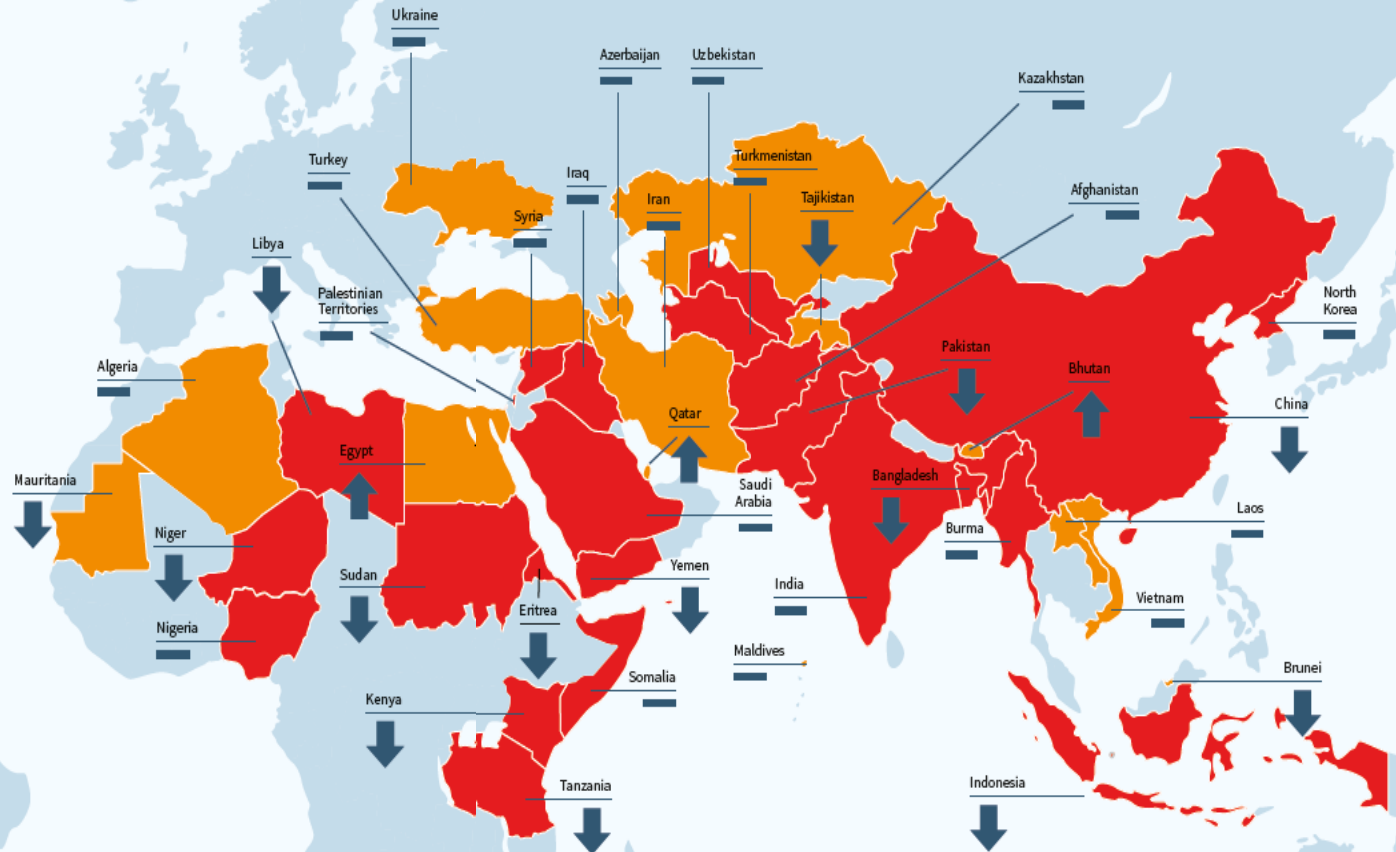 Ukraine
Azerbaijan
Uzbekistan
Kazakhstan
Turkey
Turkmenistan
Iraq
Afghanistan
Iran
Tajikistan
Syria
Libya
Palestinian
Territories
North
Korea
Pakistan
Algeria
Bhutan
China
Qatar
Egypt
Mauritania
Bangladesh
Saudi
Arabia
Laos
Niger
Burma
Sudan
Yemen
India
Vietnam
Eritrea
Nigeria
Maldives
Brunei
Somalia
Kenya
Tanzania
Indonesia